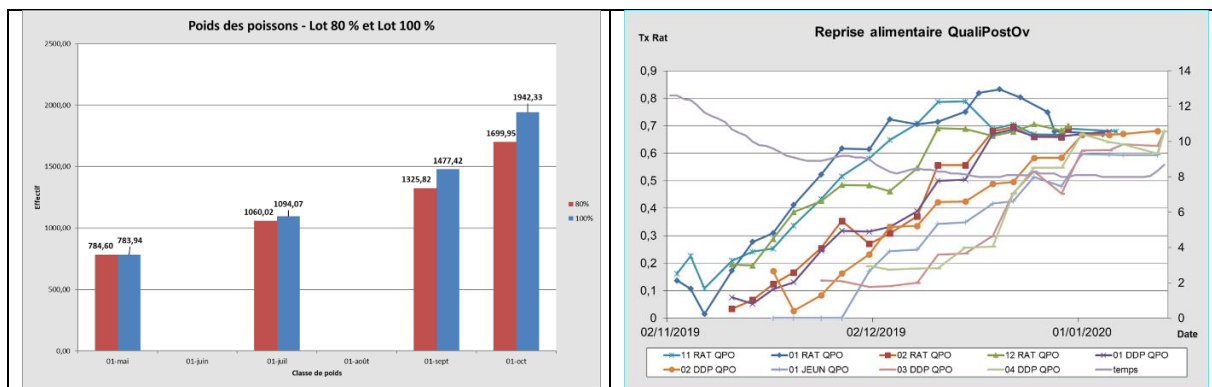 Poids des poissons - Lot 80 % et Lot 100 %
2500,00
2000,00
1500,00
1000,00
500,00
0,00
Effectif
784,60
783,94
1060,02
1094,07
1325,82
1477,42
1699,95
1942,33
80%
100%
01-mai
01-juin
01-juil
01-août
01-sept
01-oct
Classe de poids
Reprise alimentaire QualiPostOv
Tx Rat
0,9
0,8
0,7
0,6
0,5
0,4
0,3
0,2
0,1
0
14
12
10
8
6
4
2
0
02/11/2019
02/12/2019
01/01/2020
Date
11 RAT QPO
01 RAT QPO
02 RAT QPO
12 RAT QPO
01 DDP QPO
02 DDP QPO
01 JEUN QPO
03 DDP QPO
04 DDP QPO
temps